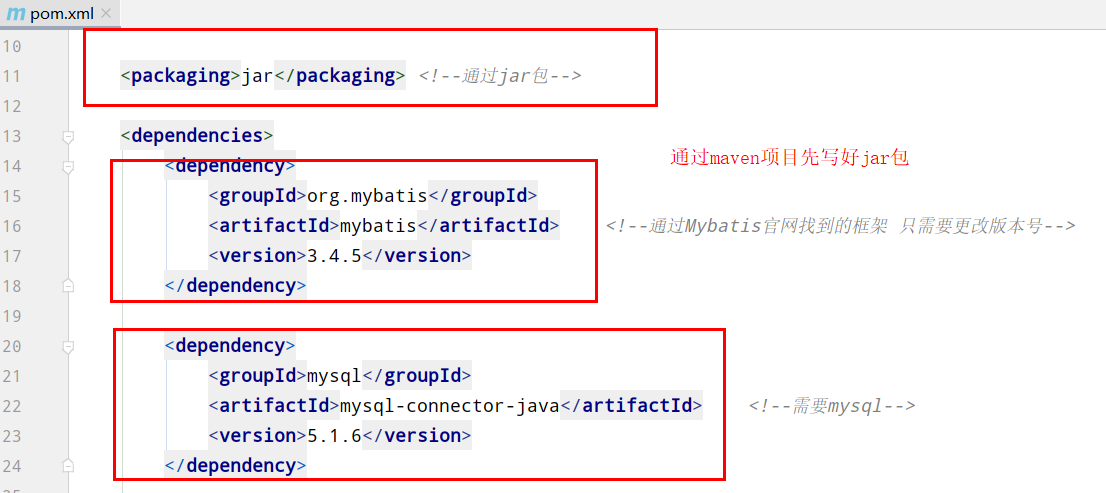 pom.xml
10
11 <packaging>jar</packaging> <!--通过jar包-->
12
13 <dependencies>
通过maven项目先写好jar包
14 <dependency>
15 <groupId>org.mybatis</groupId>
16 <artifactId>mybatis</artifactId> <!--通过Mybatis官网找到的框架 只需要更改版本号-->
17 <version>3.4.5</version>
18 </dependency>
19
20 <dependency>
21 <groupId>mysql</groupId>
22 <artifactId>mysql-connector-java</artifactId> <!--需要mysql-->
23 <version>5.1.6</version>
24 </dependency>